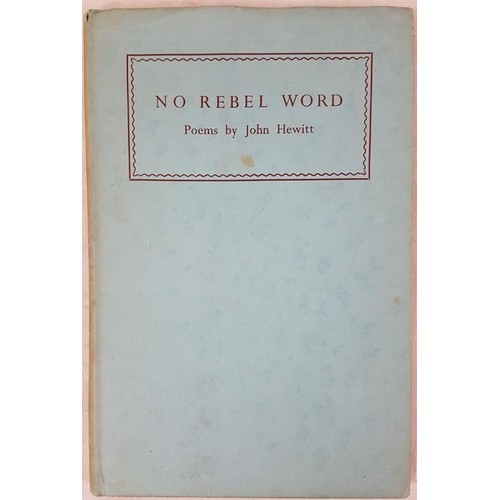 NO REBEL WORD
Poems by John Hewitt